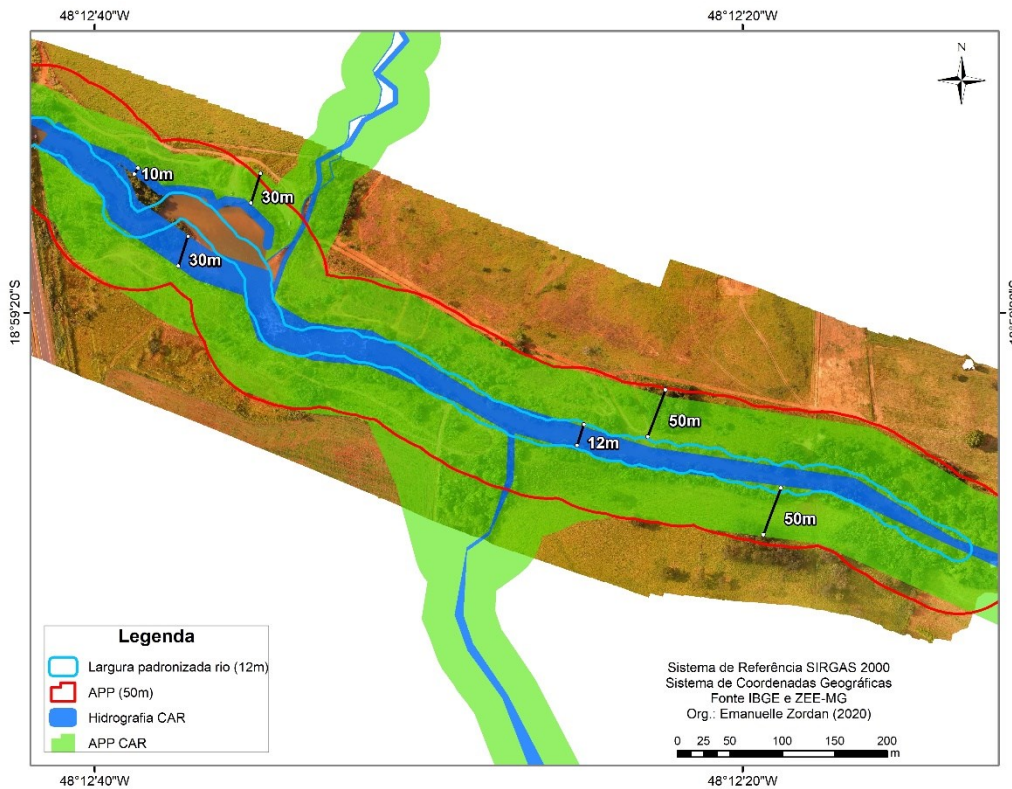 48°12'40"W
48°12'20"W
N
10m
30m
30m
18°59'20"S
50m
12m
50m
Legenda
Largura padronizada rio (12m)
APP (50m)
Hidrografia CAR
APP CAR
Sistema de Referência SIRGAS 2000
Sistema de Coordenadas Geográficas
Fonte IBGE e ZEE-MG
Org.: Emanuelle Zordan (2020)
0 25 50 100 150 200
m
48°12'40"W
48°12'20"W